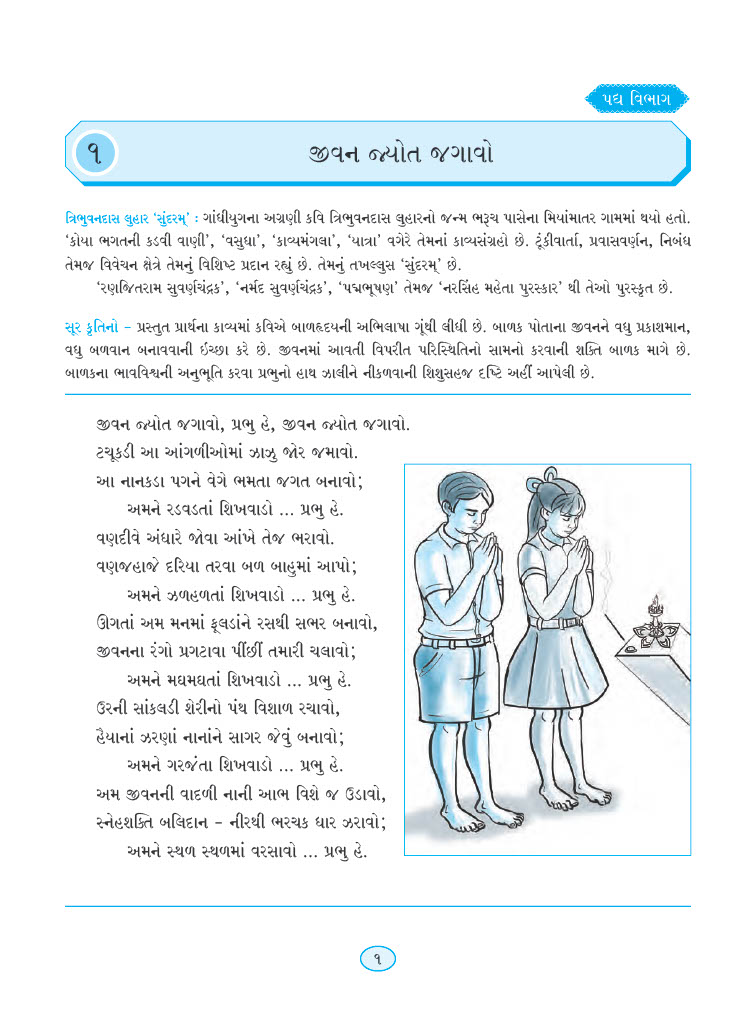 પદ્ય વિભાગ
૧
જીવન જ્યોત જગાવો
ત્રિભુવનદાસ લુહાર ‘સુંદરમ્’ : ગાંધીયુગના અગ્રણી કવિ ત્રિભુવનદાસ લુહારનો જન્મ ભરૂચ પાસેના મિયાંમાતર ગામમાં થયો હતો.
‘કોયા ભગતની કડવી વાણી’, ‘વસુધા’, ‘કાવ્યમંગલા’, ‘યાત્રા’ વગેરે તેમનાં કાવ્યસંગ્રહો છે. ટૂંકીવાર્તા, પ્રવાસવર્ણન, નિબંધ
તેમજ વિવેચન ક્ષેત્રે તેમનું વિશિષ્ટ પ્રદાન રહ્યું છે. તેમનું તખલ્લુસ ‘સુંદરમ્’ છે.
‘રણજિતરામ સુવર્ણચંદ્રક’, ‘નર્મદ સુવર્ણચંદ્રક’, ‘પદ્મભૂષણ’ તેમજ ‘નરસિંહ મહેતા પુરસ્કાર’ થી તેઓ પુરસ્કૃત છે.
સૂર કૃતિનો – પ્રસ્તુત પ્રાર્થના કાવ્યમાં કવિએ બાળહૃદયની અભિલાષા ગૂંથી લીધી છે. બાળક પોતાના જીવનને વધુ પ્રકાશમાન,
વધુ બળવાન બનાવવાની ઇચ્છા કરે છે. જીવનમાં આવતી વિપરીત પરિસ્થિતિનો સામનો કરવાની શક્તિ બાળક માગે છે.
બાળકના ભાવવિશ્વની અનુભૂતિ કરવા પ્રભુનો હાથ ઝાલીને નીકળવાની શિશુસહજ દષ્ટિ અહીં આપેલી છે.
જીવન જ્યોત જગાવો, પ્રભુ હે, જીવન જ્યોત જગાવો.
ટચૂકડી આ આંગળીઓમાં ઝાઝુ જોર જમાવો.
આ નાનકડા પગને વેગે ભમતા જગત બનાવો;
અમને રડવડતાં શિખવાડો ... પ્રભુ હે.
વણદીવે અંધારે જોવા આંખે તેજ ભરાવો.
વણજહાજે દરિયા તરવા બળ બાહુમાં આપો;
અમને ઝળહળતાં શિખવાડો ... પ્રભુ હે.
ઊગતાં અમ મનમાં ફૂલડાંને રસથી સભર બનાવો,
જીવનના રંગો પ્રગટાવા પીંછી તમારી ચલાવો;
અમને મઘમઘતાં શિખવાડો ... પ્રભુ હે.
ઉરની સાંકલડી શેરીનો પંથ વિશાળ રચાવો,
હૈયાનાં ઝરણાં નાનાંને સાગર જેવું બનાવો;
અમને ગરજંતા શિખવાડો ... પ્રભુ હે.
અમ જીવનની વાદળી નાની આભ વિશે જ ઉડાવો,
સ્નેહશક્તિ બલિદાન – નીરથી ભરચક ધાર ઝરાવો;
અમને સ્થળ સ્થળમાં વરસાવો ... પ્રભુ હે.
૧